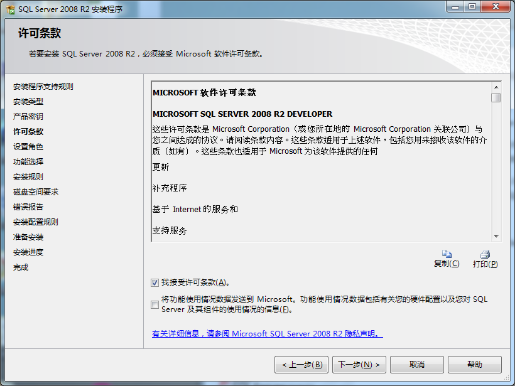 SQL Server 2008 R2 安装程序
许可条款
若要安装 SQL Server 2008 R2，必须接受 Microsoft 软件许可条款。
安装程序支持规则
安装类型
产品密钥
许可条款
设置角色
功能选择
安装规则
磁盘空间要求
错误报告
安装配置规则
准备安装
安装进度
完成
MICROSOFT 软件许可条款
MICROSOFT SQL SERVER 2008 R2 DEVELOPER
这些许可条款是 Microsoft Corporation（或您所在地的 Microsoft Corporation 关联公司）与
您之间达成的协议。请阅读条款内容。这些条款适用于上述软件，包括您用来接收该软件的介
质（如有）。这些条款也适用于 Microsoft 为该软件提供的任何
更新
补充程序
基于 Internet 的服务和
支持服务
复制(C)
打印(P)
我接受许可条款(A)。
将功能使用情况数据发送到 Microsoft。功能使用情况数据包括有关您的硬件配置以及您对 SQL
Server 及其组件的使用情况的信息(F)。
有关详细信息，请参阅 Microsoft SQL Server 2008 R2 隐私声明。
< 上一步(B)
下一步(N) >
取消
帮助